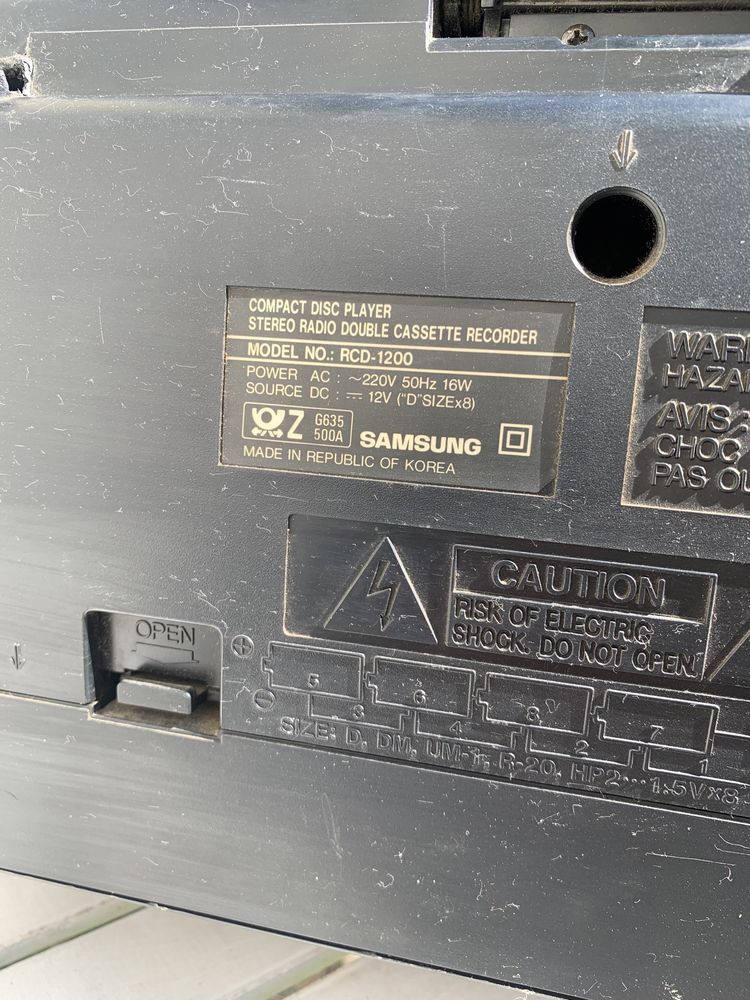 COMPACT DISC PLAYER
STEREO RADIO DOUBLE CASSETTE RECORDER
MODEL NO.: RCD-1200
POWER AC : ~220V 50Hz 16W
SOURCE DC : ⎓ 12V ("D"SIZEx8)
Z G635
500A
SAMSUNG
MADE IN REPUBLIC OF KOREA
HAZA
AVIS
CHOC
PAS
CAUTION
RISK OF ELECTRIC
SHOCK. DO NOT OPEN.
OPEN
+
5 6 8 7
-
3 4 2 1
SIZE: D, DM, UM-1, R-20, HP2···1.5V×8